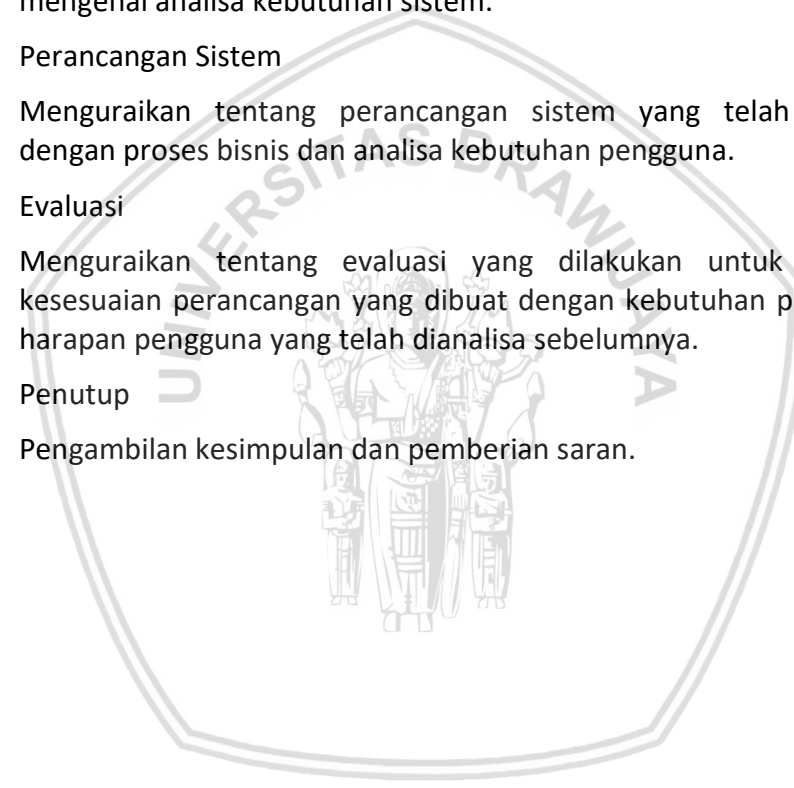 mengenai analisa kebutuhan sistem.
Perancangan Sistem
Menguraikan tentang perancangan sistem yang telah
dengan proses bisnis dan analisa kebutuhan pengguna.
Evaluasi
Menguraikan tentang evaluasi yang dilakukan untuk
kesesuaian perancangan yang dibuat dengan kebutuhan p
harapan pengguna yang telah dianalisa sebelumnya.
Penutup
Pengambilan kesimpulan dan pemberian saran.
UNIVERSITAS BRAWIJAYA